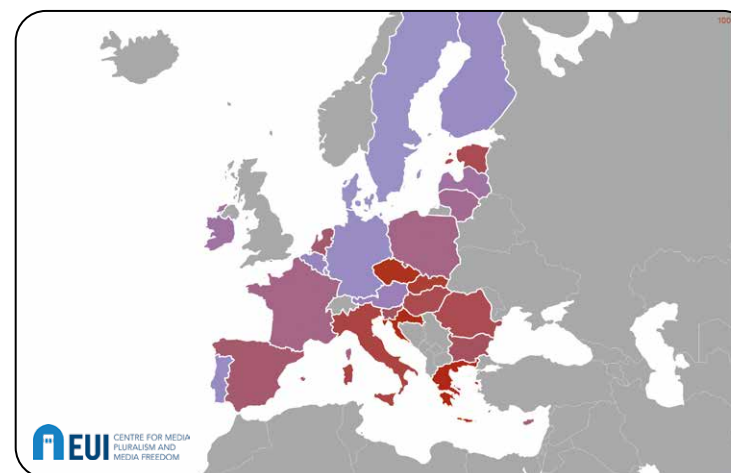 100
EUI
CENTRE FOR MEDIA
PLURALISM AND
MEDIA FREEDOM